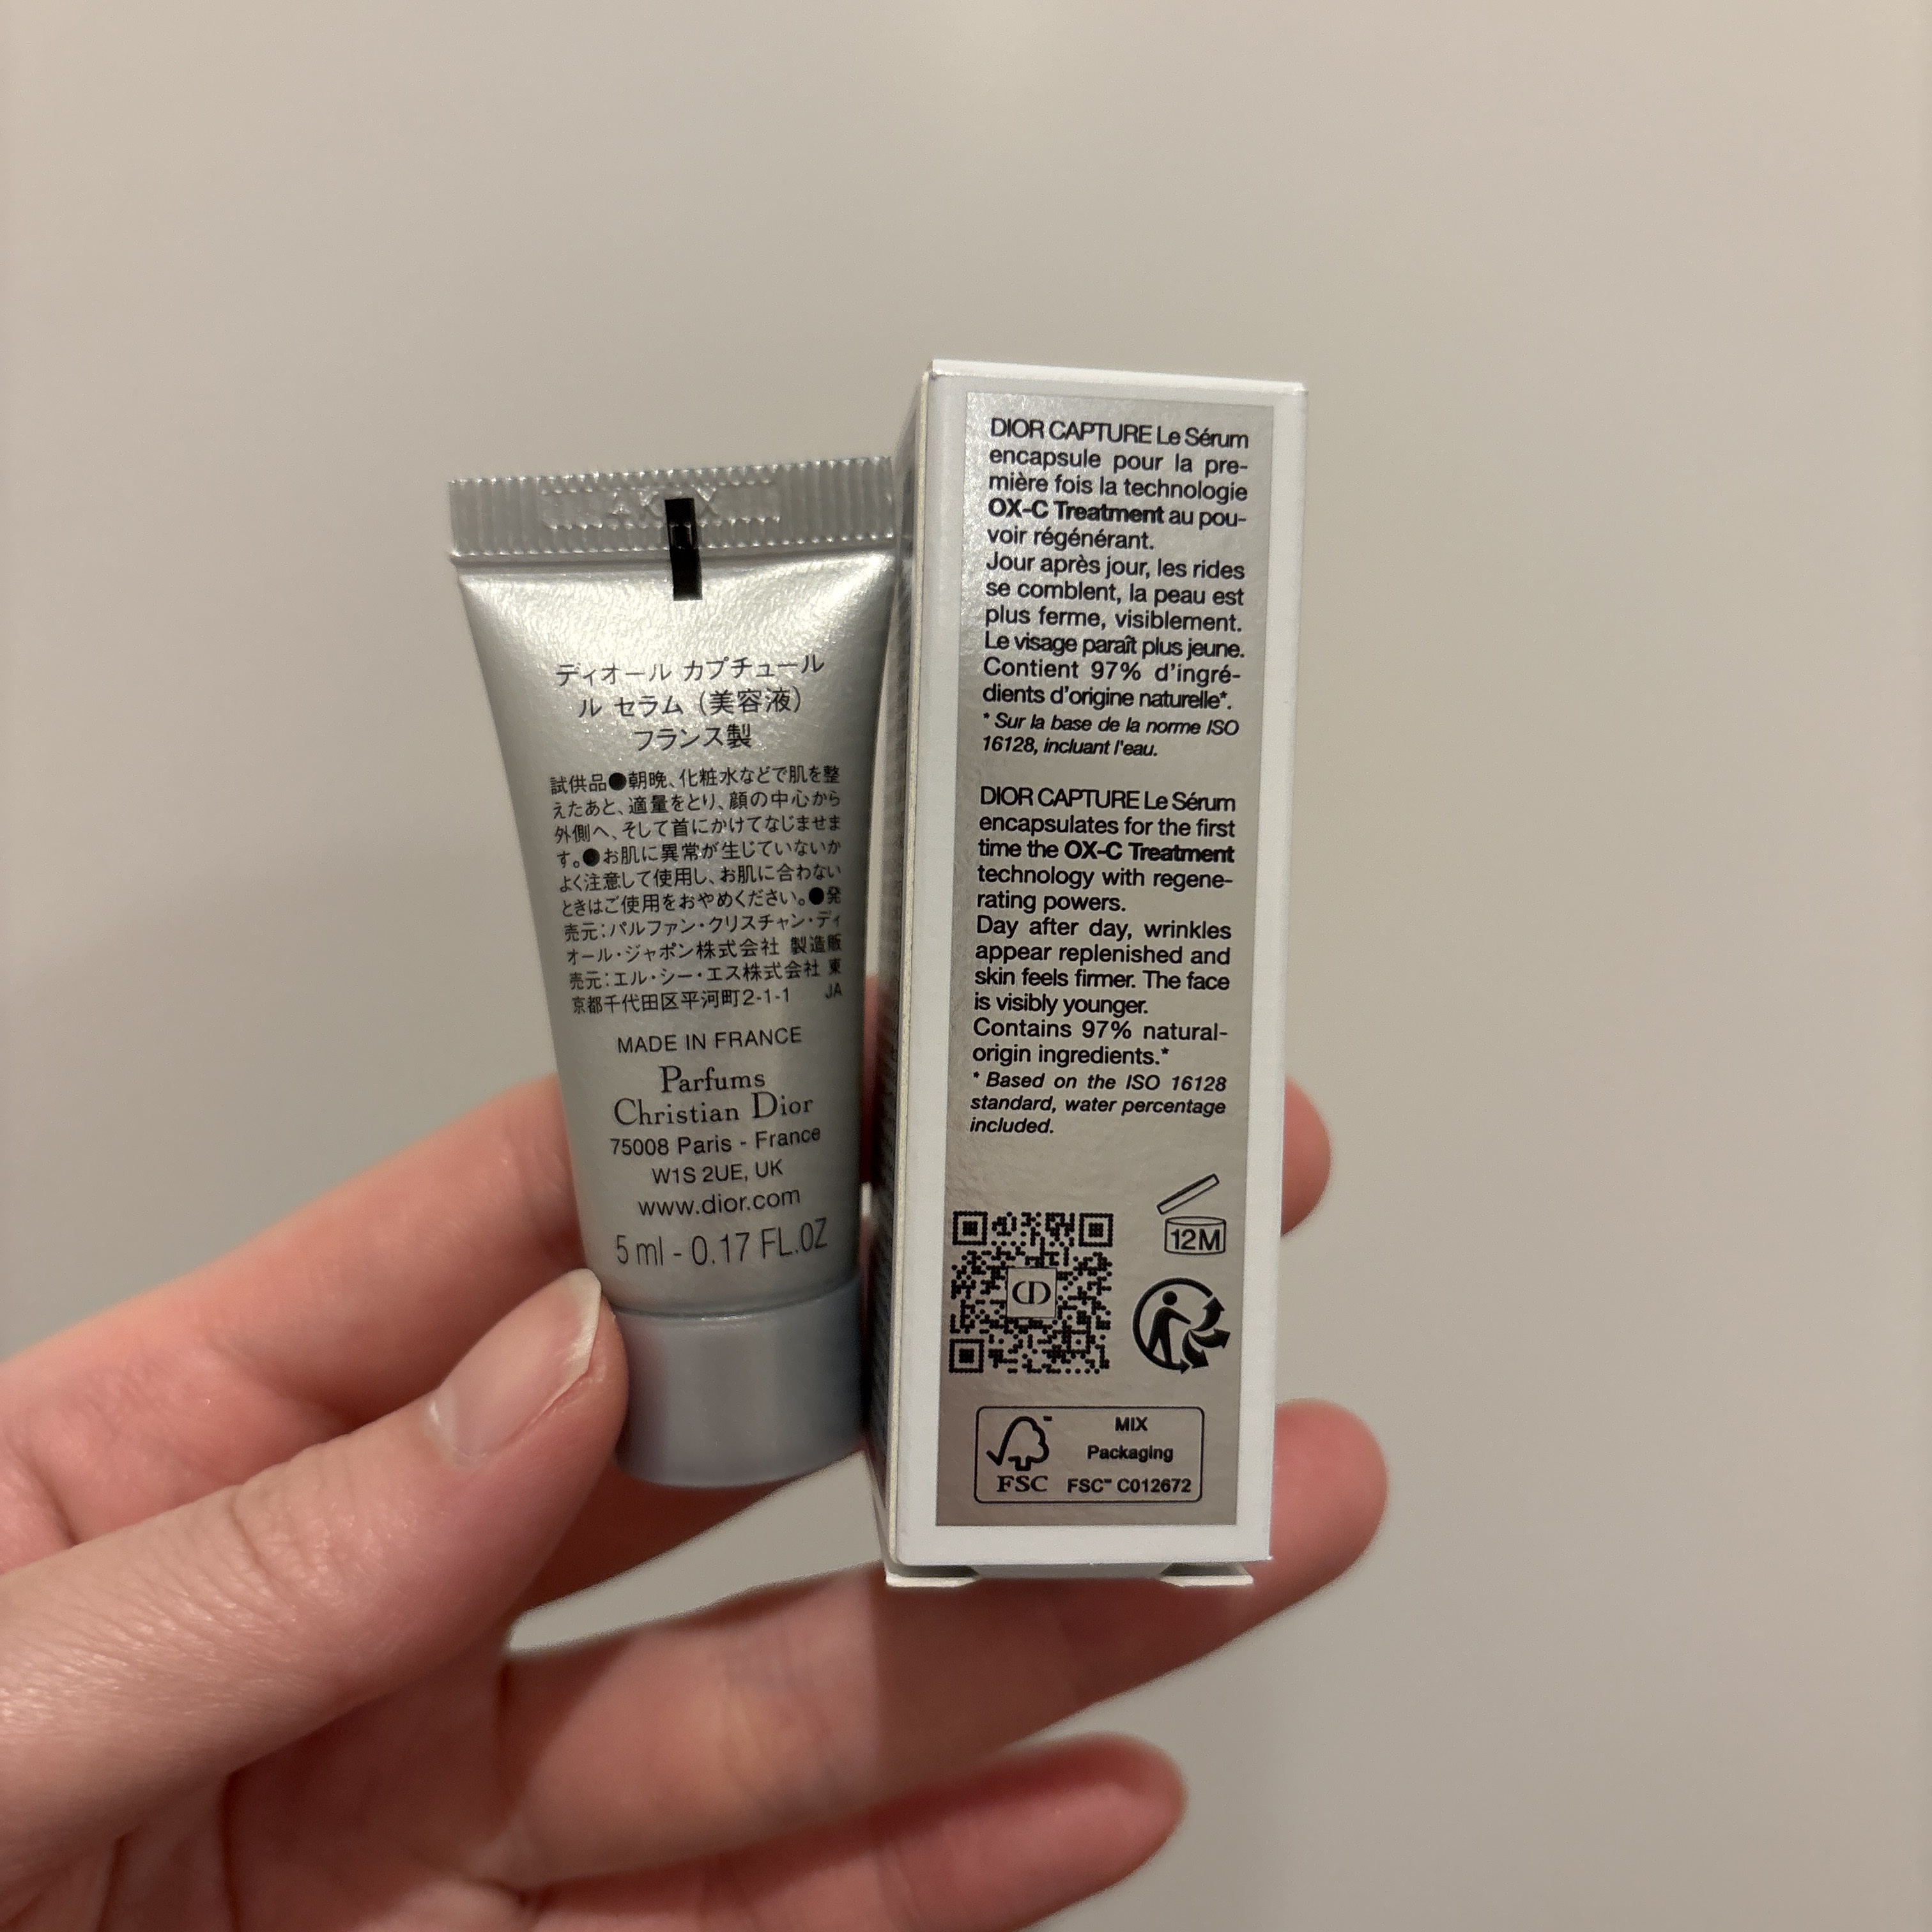 ディオール カプチュール
ル セラム（美容液）
フランス製
試供品●朝晩、化粧水などで肌を整
えたあと、適量をとり、顔の中心から
外側へ、そして首にかけてなじませま
す。●お肌に異常が生じていないか
よく注意して使用し、お肌に合わない
ときはご使用をおやめください。●発
売元：パルファン・クリスチャン・ディ
オール・ジャポン株式会社 製造販
売元：エル・シー・エス株式会社 東
京都千代田区平河町2-1-1 JA
MADE IN FRANCE
Parfums
Christian Dior
75008 Paris - France
W1S 2UE, UK
www.dior.com
5 ml - 0.17 FL.OZ
DIOR CAPTURE Le Sérum
encapsule pour la pre-
mière fois la technologie
OX-C Treatment au pou-
voir régénérant.
Jour après jour, les rides
se comblent, la peau est
plus ferme, visiblement.
Le visage paraît plus jeune.
Contient 97% d'ingré-
dients d'origine naturelle*.
* Sur la base de la norme ISO
16128, incluant l'eau.
DIOR CAPTURE Le Sérum
encapsulates for the first
time the OX-C Treatment
technology with regene-
rating powers.
Day after day, wrinkles
appear replenished and
skin feels firmer. The face
is visibly younger.
Contains 97% natural-
origin ingredients.*
* Based on the ISO 16128
standard, water percentage
included.
12M
CD
MIX
Packaging
FSC FSC™ C012672